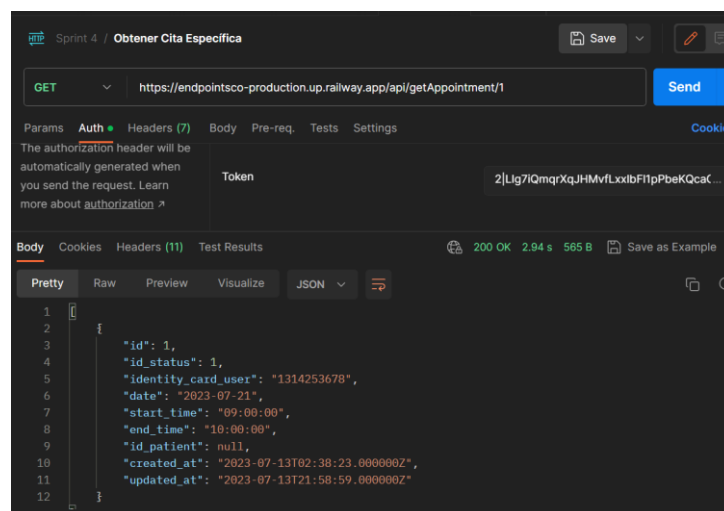 HTTP Sprint 4 / Obtener Cita Específica Save
GET https://endpointsco-production.up.railway.app/api/getAppointment/1 Send
Params Auth Headers (7) Body Pre-req. Tests Settings Cookie
The authorization header will be
automatically generated when
you send the request. Learn
more about authorization ↗
Token
Body Cookies Headers (11) Test Results 200 OK 2.94 s 565 B Save as Example
Pretty Raw Preview Visualize JSON
1 [
2 {
3 "id": 1,
4 "id_status": 1,
5 "identity_card_user": "1314253678",
6 "date": "2023-07-21",
7 "start_time": "09:00:00",
8 "end_time": "10:00:00",
9 "id_patient": null,
10 "created_at": "2023-07-13T02:38:23.000000Z",
11 "updated_at": "2023-07-13T21:58:59.000000Z"
12 }